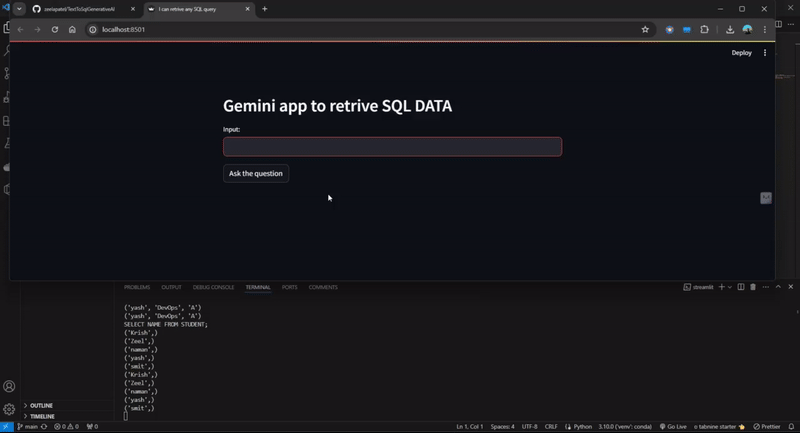 zeelxpatel/TextToSqlGenerativeAI
I can retrive any SQL query
localhost:8501
Deploy
Gemini app to retrive SQL DATA
Input:
Ask the question
PROBLEMS OUTPUT DEBUG CONSOLE TERMINAL PORTS COMMENTS
streamlit
('yash', 'DevOps', 'A')
('yash', 'DevOps', 'A')
SELECT NAME FROM STUDENT;
('Krish',)
('Zeel',)
('naman',)
('yash',)
('smit',)
('Krish',)
('Zeel',)
('naman',)
('yash',)
('smit',)
OUTLINE
TIMELINE
main 0 0 0 Ln 1, Col 1 Spaces: 4 UTF-8 CRLF Python 3.10.0 ('venv': conda) Go Live tabnine starter Prettier